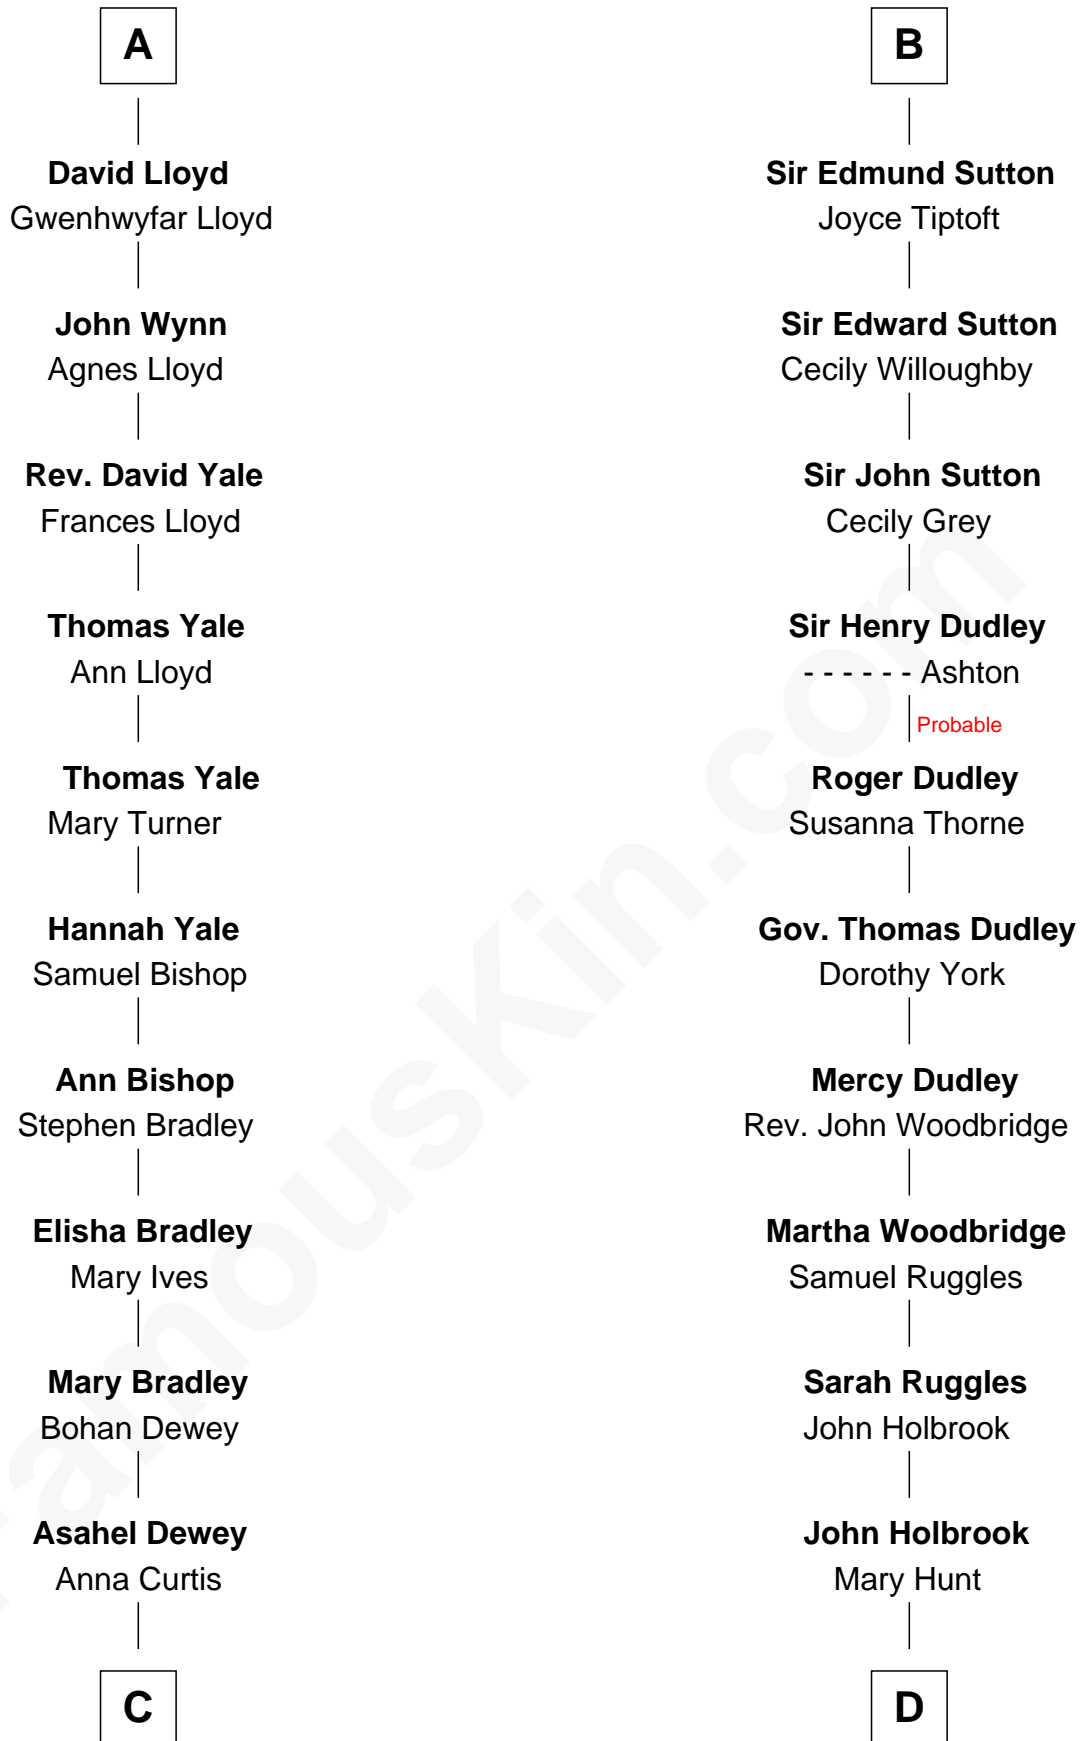 A
David Lloyd
Gwenhwyfar Lloyd
John Wynn
Agnes Lloyd
Rev. David Yale
Frances Lloyd
Thomas Yale
Ann Lloyd
Thomas Yale
Mary Turner
Hannah Yale
Samuel Bishop
Ann Bishop
Stephen Bradley
Elisha Bradley
Mary Ives
Mary Bradley
Bohan Dewey
Asahel Dewey
Anna Curtis
C
B
Sir Edmund Sutton
Joyce Tiptoft
Sir Edward Sutton
Cecily Willoughby
Sir John Sutton
Cecily Grey
Sir Henry Dudley
- - - - - - Ashton
Probable
Roger Dudley
Susanna Thorne
Gov. Thomas Dudley
Dorothy York
Mercy Dudley
Rev. John Woodbridge
Martha Woodbridge
Samuel Ruggles
Sarah Ruggles
John Holbrook
John Holbrook
Mary Hunt
D
FamousKin.com